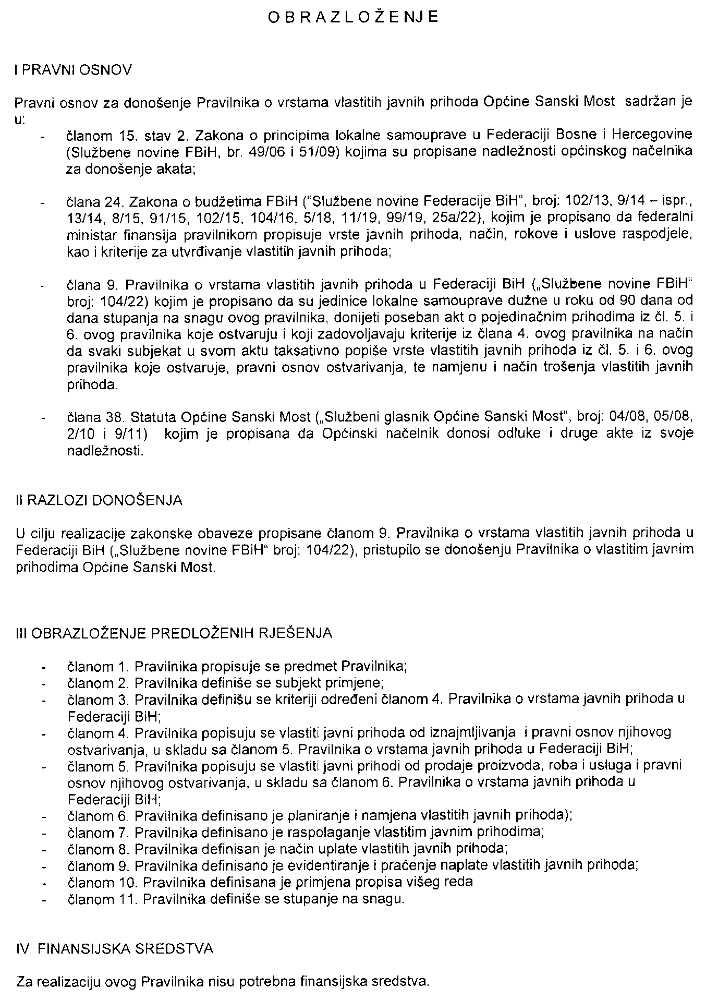 O B R A Z L O Ž E NJ E
I PRAVNI OSNOV
Pravni osnov za donošenje Pravilnika o vrstama vlastitih javnih prihoda Općine Sanski Most sadržan je
u:
- članom 15. stav 2. Zakona o principima lokalne samouprave u Federaciji Bosne i Hercegovine
(Službene novine FBiH, br. 49/06 i 51/09) kojima su propisane nadležnosti općinskog načelnika
za donošenje akata;
- člana 24. Zakona o budžetima FBiH ("Službene novine Federacije BiH“, broj: 102/13, 9/14 – ispr.,
13/14, 8/15, 91/15, 102/15, 104/16, 5/18, 11/19, 99/19, 25a/22), kojim je propisano da federalni
ministar finansija pravilnikom propisuje vrste javnih prihoda, način, rokove i uslove raspodjele,
kao i kriterije za utvrđivanje vlastitih javnih prihoda;
- člana 9. Pravilnika o vrstama vlastitih javnih prihoda u Federaciji BiH („Službene novine FBiH“
broj: 104/22) kojim je propisano da su jedinice lokalne samouprave dužne u roku od 90 dana od
dana stupanja na snagu ovog pravilnika, donijeti poseban akt o pojedinačnim prihodima iz čl. 5. i
6. ovog pravilnika koje ostvaruju i koji zadovoljavaju kriterije iz člana 4. ovog pravilnika na način
da svaki subjekat u svom aktu taksativno popiše vrste vlastitih javnih prihoda iz čl. 5. i 6. ovog
pravilnika koje ostvaruje, pravni osnov ostvarivanja, te namjenu i način trošenja vlastitih javnih
prihoda.
- člana 38. Statuta Općine Sanski Most („Službeni glasnik Općine Sanski Most“, broj: 04/08, 05/08,
2/10 i 9/11) kojim je propisana da Općinski načelnik donosi odluke i druge akte iz svoje
nadležnosti.
II RAZLOZI DONOŠENJA
U cilju realizacije zakonske obaveze propisane članom 9. Pravilnika o vrstama vlastitih javnih prihoda u
Federaciji BiH („Službene novine FBiH“ broj: 104/22), pristupilo se donošenju Pravilnika o vlastitim javnim
prihodima Općine Sanski Most.
III OBRAZLOŽENJE PREDLOŽENIH RJEŠENJA
- članom 1. Pravilnika propisuje se predmet Pravilnika;
- članom 2. Pravilnika definiše se subjekt primjene;
- članom 3. Pravilnika definišu se kriteriji određeni članom 4. Pravilnika o vrstama javnih prihoda u
Federaciji BiH;
- članom 4. Pravilnika popisuju se vlastiti javni prihoda od iznajmljivanja i pravni osnov njihovog
ostvarivanja, u skladu sa članom 5. Pravilnika o vrstama javnih prihoda u Federaciji BiH;
- članom 5. Pravilnika popisuju se vlastiti javni prihodi od prodaje proizvoda, roba i usluga i pravni
osnov njihovog ostvarivanja, u skladu sa članom 6. Pravilnika o vrstama javnih prihoda u
Federaciji BiH;
- članom 6. Pravilnika definisano je planiranje i namjena vlastitih javnih prihoda);
- članom 7. Pravilnika definisano je raspolaganje vlastitim javnim prihodima;
- članom 8. Pravilnika definisan je način uplate vlastitih javnih prihoda;
- članom 9. Pravilnika definisano je evidentiranje i praćenje naplate vlastitih javnih prihoda;
- članom 10. Pravilnika definisana je primjena propisa višeg reda
- članom 11. Pravilnika definiše se stupanje na snagu.
IV FINANSIJSKA SREDSTVA
Za realizaciju ovog Pravilnika nisu potrebna finansijska sredstva.